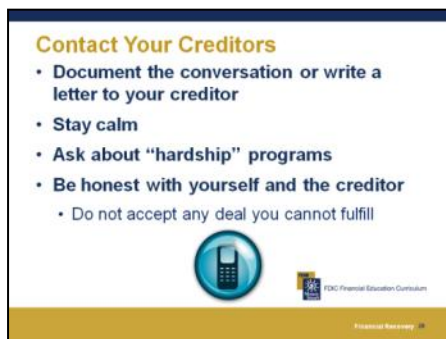 Contact Your Creditors
• Document the conversation or write a
letter to your creditor
• Stay calm
• Ask about “hardship” programs
• Be honest with yourself and the creditor
• Do not accept any deal you cannot fulfill
FDIC Financial Education Curriculum
Financial Recovery